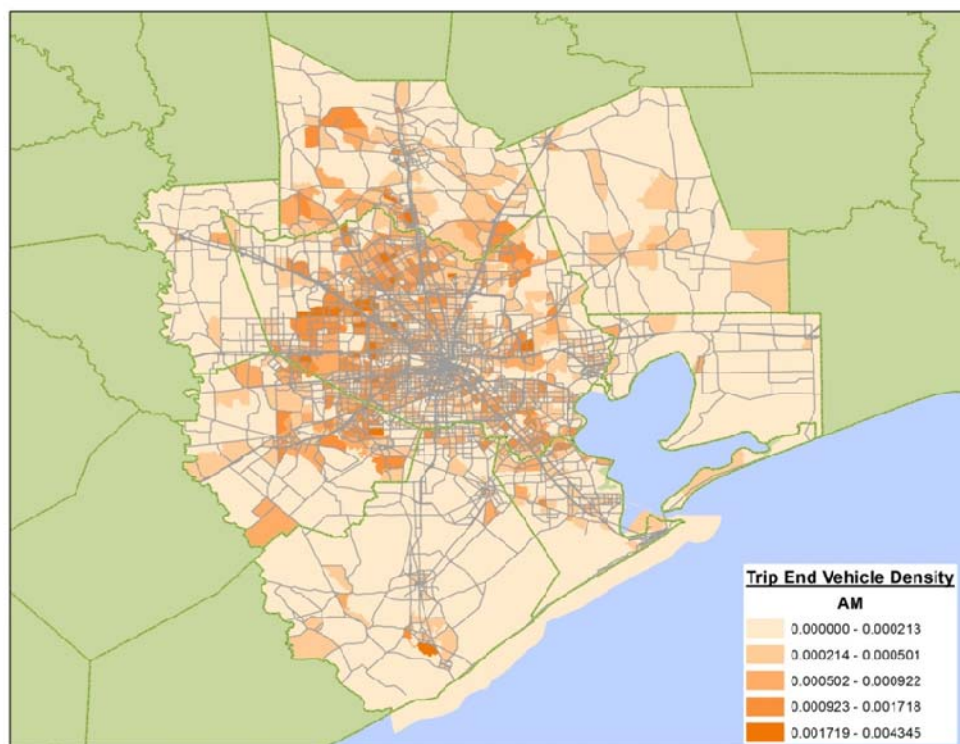 Trip End Vehicle Density
AM
0.000000 - 0.000213
0.000214 - 0.000501
0.000502 - 0.000922
0.000923 - 0.001718
0.001719 - 0.004345